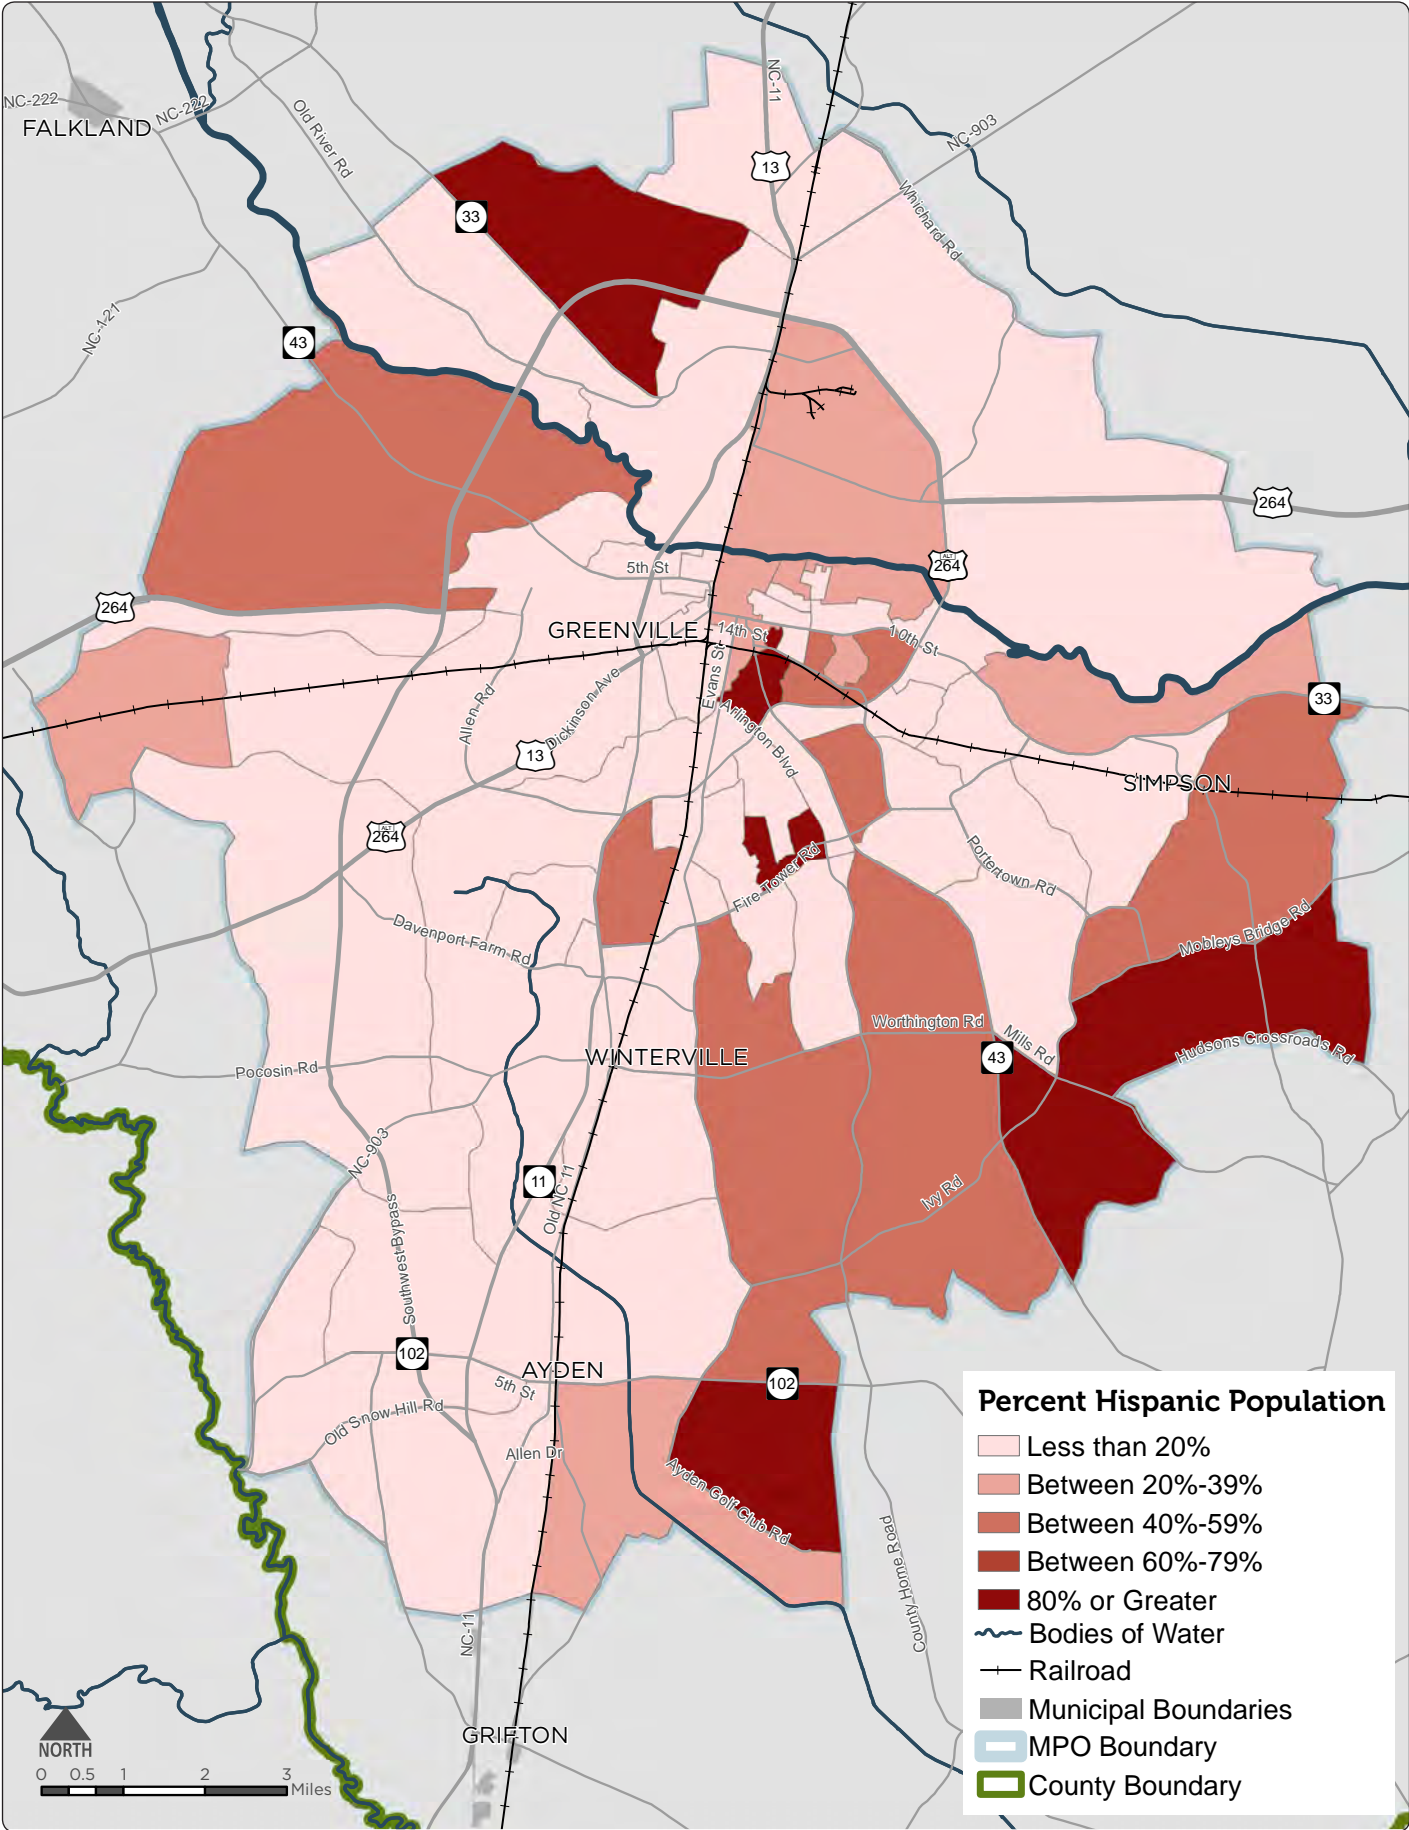 NC-11
NC-222
NC-222
FALKLAND
Old River Rd
NC-903
13
Whichard Rd
33
NC-121
43
264
ALT
264
5th St
264
GREENVILLE
14th St
10th St
Evans St
33
Allen Rd
Dickinson Ave
Arlington Blvd
13
SIMPSON
ALT
264
Fire Tower Rd
Portertown Rd
Davenport Farm Rd
Mobleys Bridge Rd
Worthington Rd
Mills Rd
43
Hudsons Crossroads Rd
WINTERVILLE
Pocosin Rd
NC-903
11
Old NC 11
Ivy Rd
Southwest Bypass
102
AYDEN
5th St
102
Old Snow Hill Rd
Allen Dr
Ayden Golf Club Rd
County Home Road
NC-11
GRIFTON
Percent Hispanic Population
Less than 20%
Between 20%-39%
Between 40%-59%
Between 60%-79%
80% or Greater
Bodies of Water
Railroad
Municipal Boundaries
MPO Boundary
County Boundary
NORTH
0 0.5 1 2 3
Miles